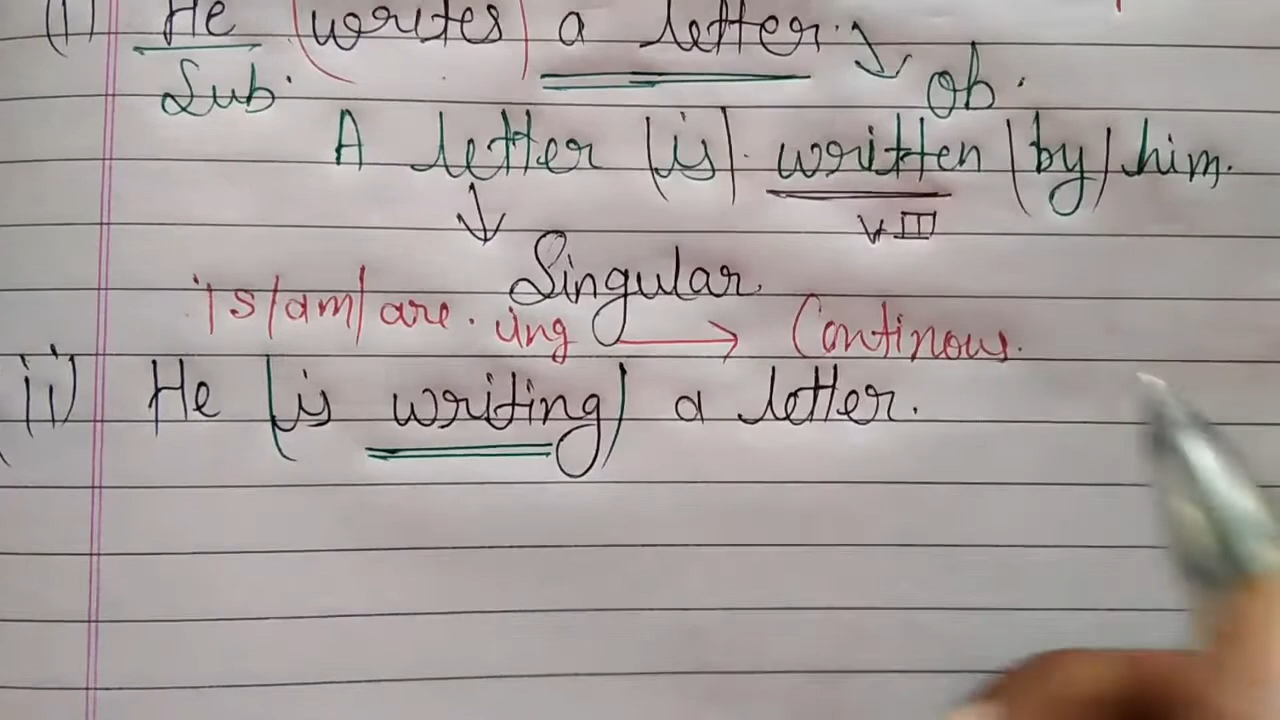 (i) He (writes) a letter.
Sub. Ob.
A letter (is) written (by) him.
V III
Singular
is/am/are. ing → Continous.
ii) He (is writing) a letter.